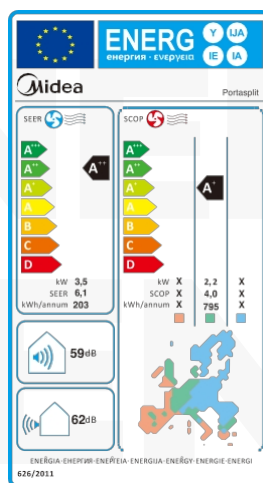 ENERG Y IJA
енергия · ενεργεια IE IA
Midea
Portasplit
SEER
SCOP
A+++ A+++
A++ A++ A++
A+ A+ A+
A A
B B
C C
D D
kW 3,5
SEER 6,1
kWh/annum 203
kW X 2,2 X
SCOP X 4,0 X
kWh/annum X 795 X
59dB
62dB
ENERGIA·ЕНЕРГИЯ·ΕΝΕΡΓΕΙΑ·ENERGIJA·ENERGY·ENERGIE·ENERGI
626/2011